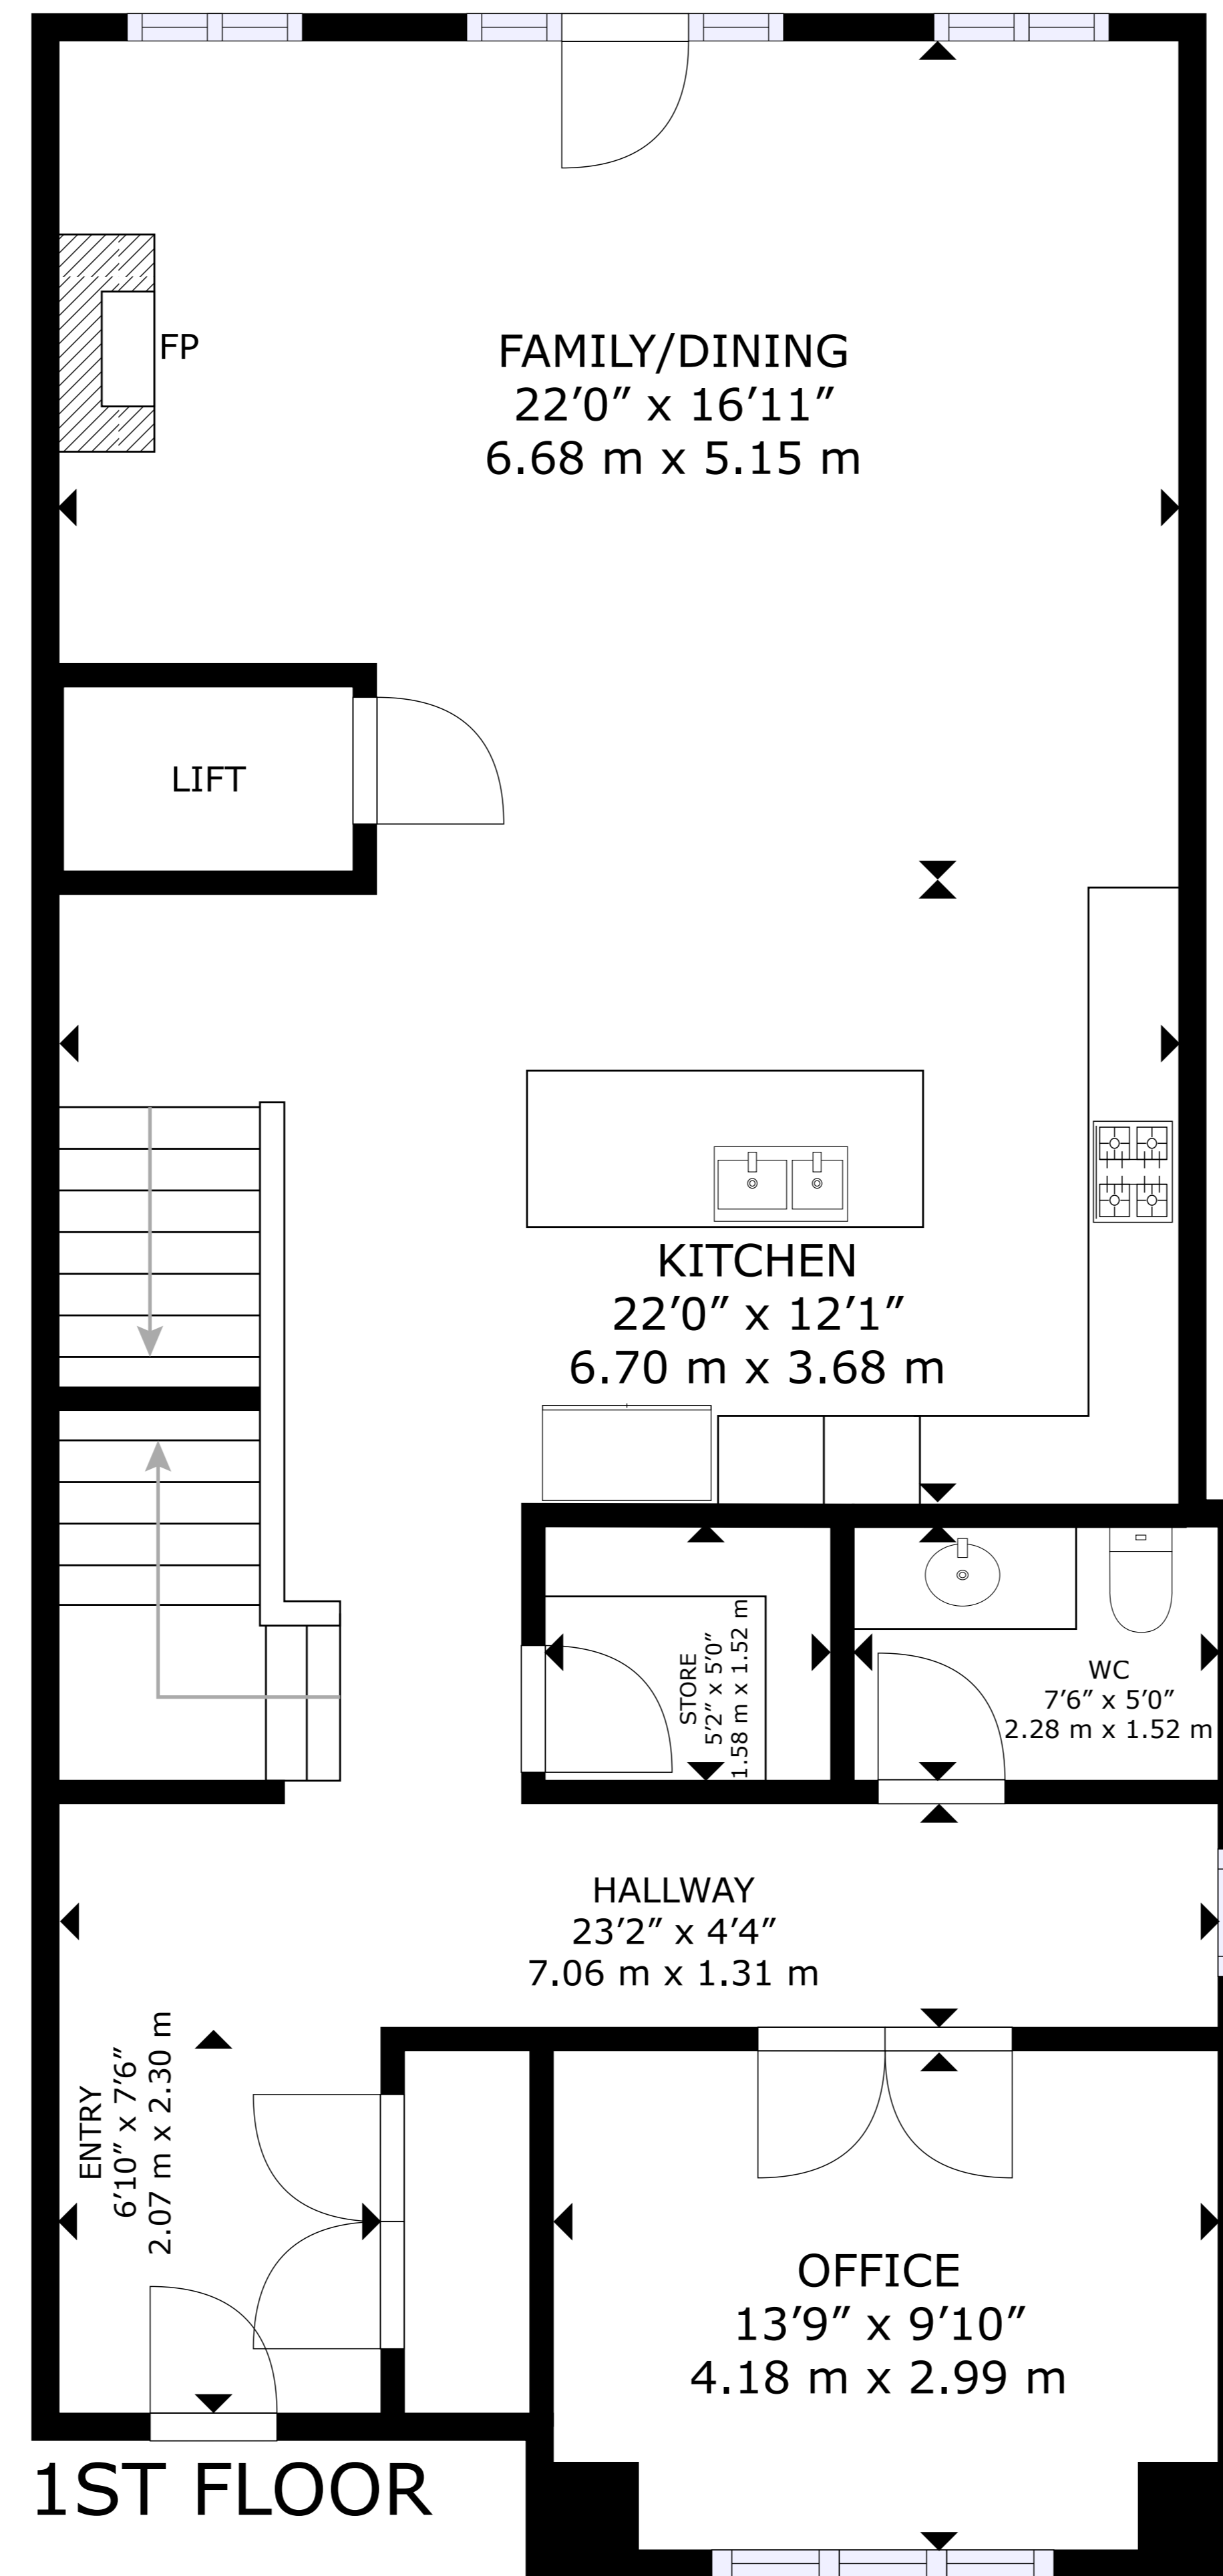 FP
FAMILY/DINING
22′0″ x 16′11″
6.68 m x 5.15 m
LIFT
KITCHEN
22′0″ x 12′1″
6.70 m x 3.68 m
STORE
5′2″ x 5′0″
1.58 m x 1.52 m
WC
7′6″ x 5′0″
2.28 m x 1.52 m
HALLWAY
23′2″ x 4′4″
7.06 m x 1.31 m
ENTRY
6′10″ x 7′6″
2.07 m x 2.30 m
OFFICE
13′9″ x 9′10″
4.18 m x 2.99 m
1ST FLOOR